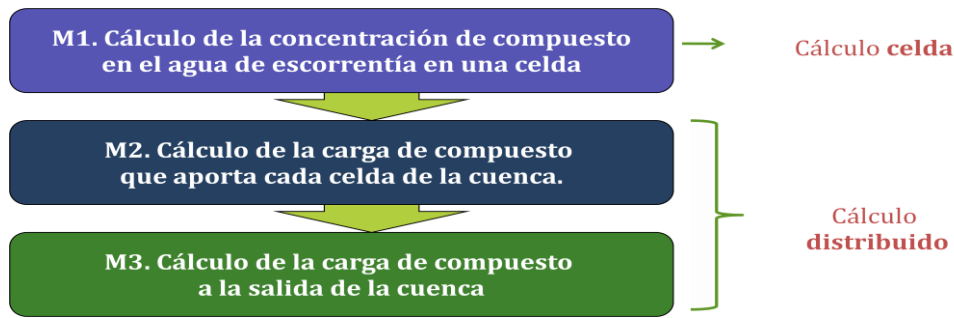 M1. Cálculo de la concentración de compuesto
en el agua de escorrentía en una celda
Cálculo celda
M2. Cálculo de la carga de compuesto
que aporta cada celda de la cuenca.
Cálculo
distribuido
M3. Cálculo de la carga de compuesto
a la salida de la cuenca